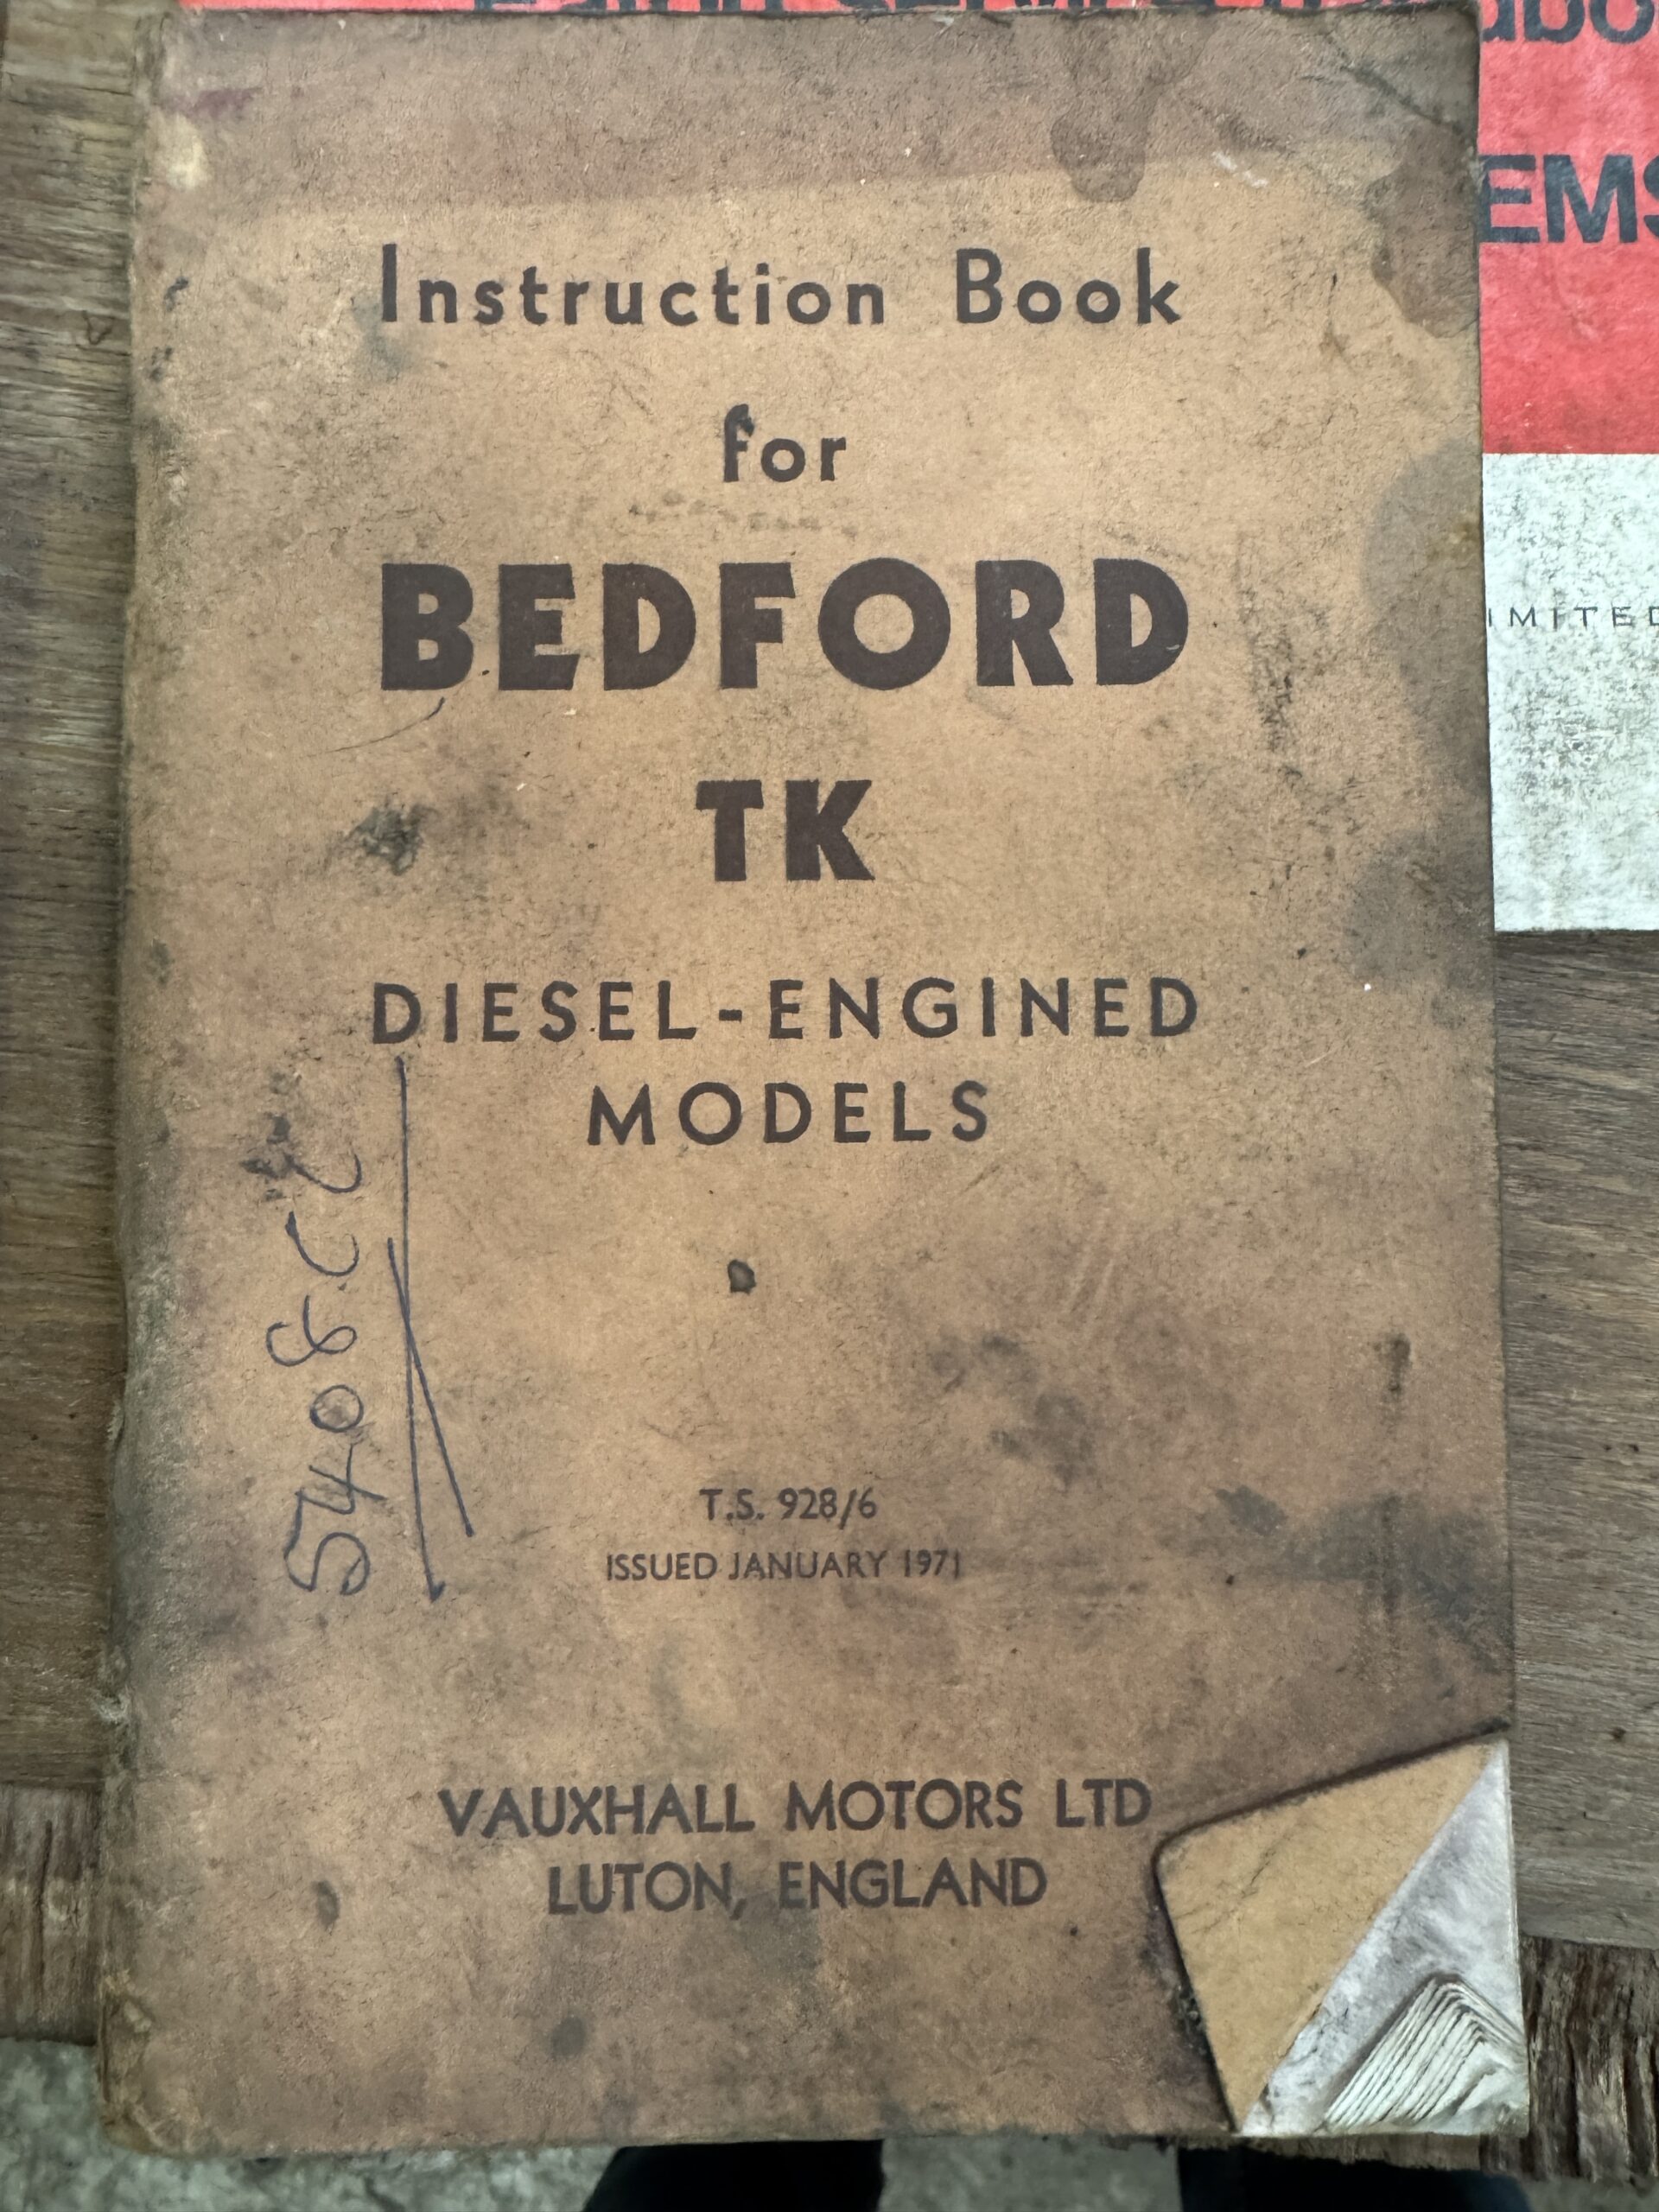 Instruction Book
for
BEDFORD
TK
DIESEL-ENGINED
MODELS
T.S. 928/6
ISSUED JANUARY 1971
VAUXHALL MOTORS LTD
LUTON, ENGLAND
5408.
EMS
IMITED